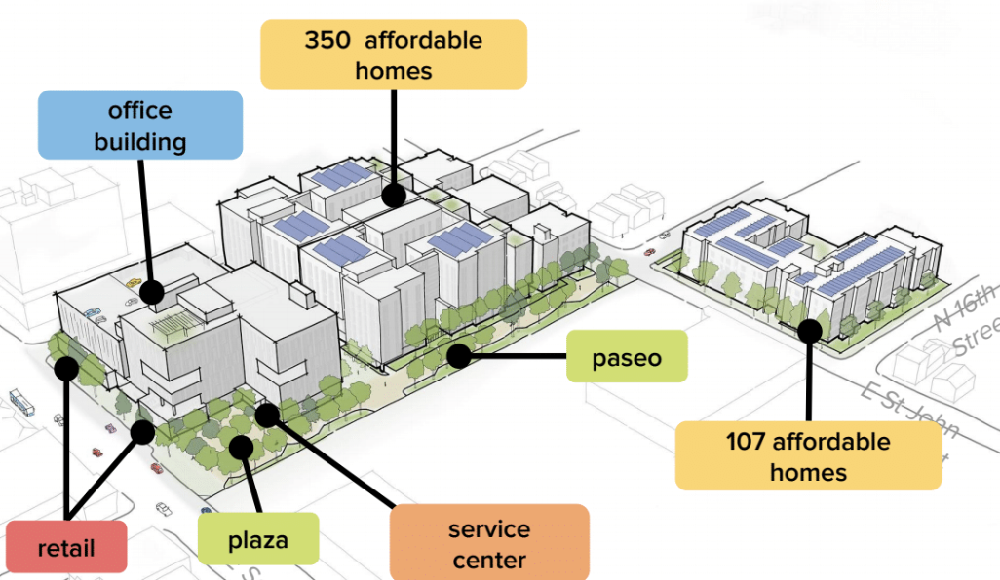 350 affordable
homes
office
building
paseo
N 16th
Stree
E St John
107 affordable
homes
retail
plaza
service
center